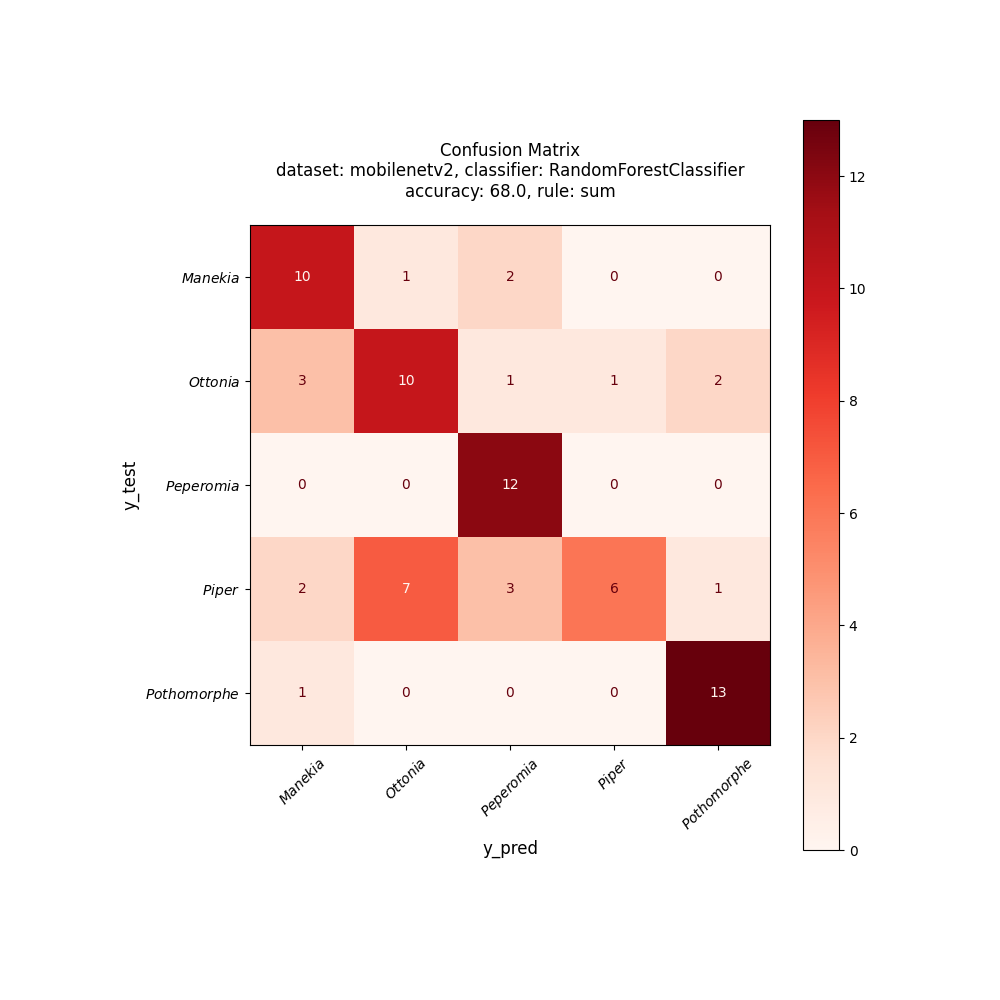 Confusion Matrix
dataset: mobilenetv2, classifier: RandomForestClassifier
accuracy: 68.0, rule: sum
Manekia 10 1 2 0 0
Ottonia 3 10 1 1 2
Peperomia 0 0 12 0 0
Piper 2 7 3 6 1
Pothomorphe 1 0 0 0 13
y_test
Manekia Ottonia Peperomia Piper Pothomorphe
y_pred
12
10
8
6
4
2
0